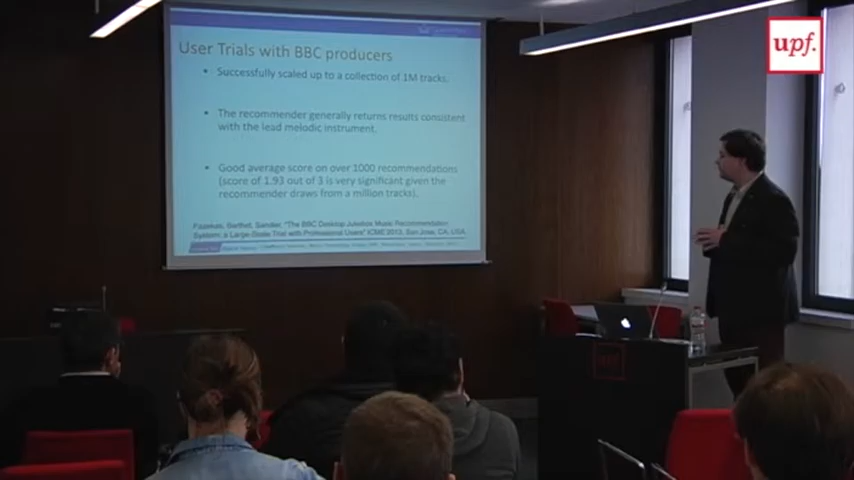 upf.
User Trials with BBC producers
• Successfully scaled up to a collection of 1M tracks.
• The recommender generally returns results consistent
with the lead melodic instrument.
• Good average score on over 1000 recommendations
(score of 1.93 out of 3 is very significant given the
recommender draws from a million tracks).
Fazekas, Barthet, Sandler, "The BBC Desktop Jukebox Music Recommendation
System: a Large-Scale Trial with Professional Users" ICME 2013, San Jose, CA, USA
upf.